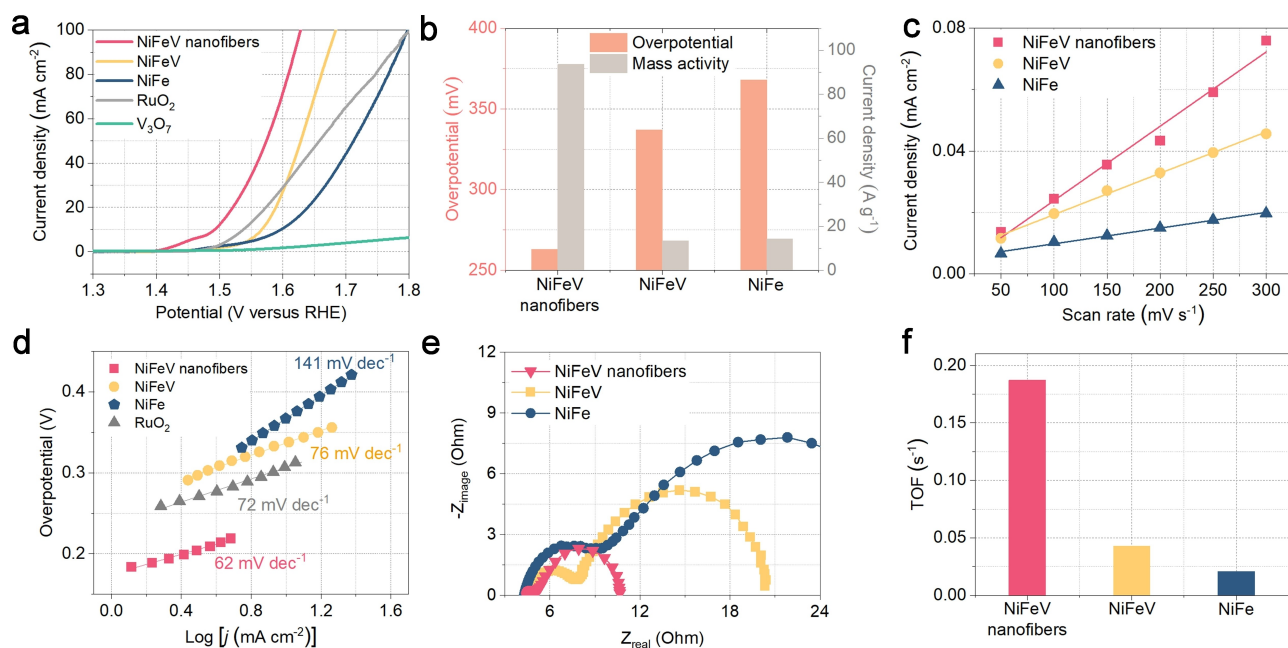 a
100
80
60
40
20
0
Current density (mA cm⁻²)
NiFeV nanofibers
NiFeV
NiFe
RuO₂
V₃O₇
1.3 1.4 1.5 1.6 1.7 1.8
Potential (V versus RHE)
b
400
350
300
250
Overpotential (mV)
Overpotential
Mass activity
100
80
60
40
20
10
0
Current density (A g⁻¹)
NiFeV NiFeV NiFe
nanofibers
c
0.08
0.04
0.00
Current density (mA cm⁻²)
NiFeV nanofibers
NiFeV
NiFe
50 100 150 200 250 300
Scan rate (mV s⁻¹)
d
0.4
0.3
0.2
Overpotential (V)
NiFeV nanofibers
NiFeV
NiFe
RuO₂
141 mV dec⁻¹
76 mV dec⁻¹
72 mV dec⁻¹
62 mV dec⁻¹
0.0 0.4 0.8 1.2 1.6
Log [j (mA cm⁻²)]
e
12
9
6
3
0
-Zimage (Ohm)
NiFeV nanofibers
NiFeV
NiFe
6 12 18 24
Zreal (Ohm)
f
0.20
0.15
0.10
0.05
0.00
TOF (s⁻¹)
NiFeV NiFeV NiFe
nanofibers